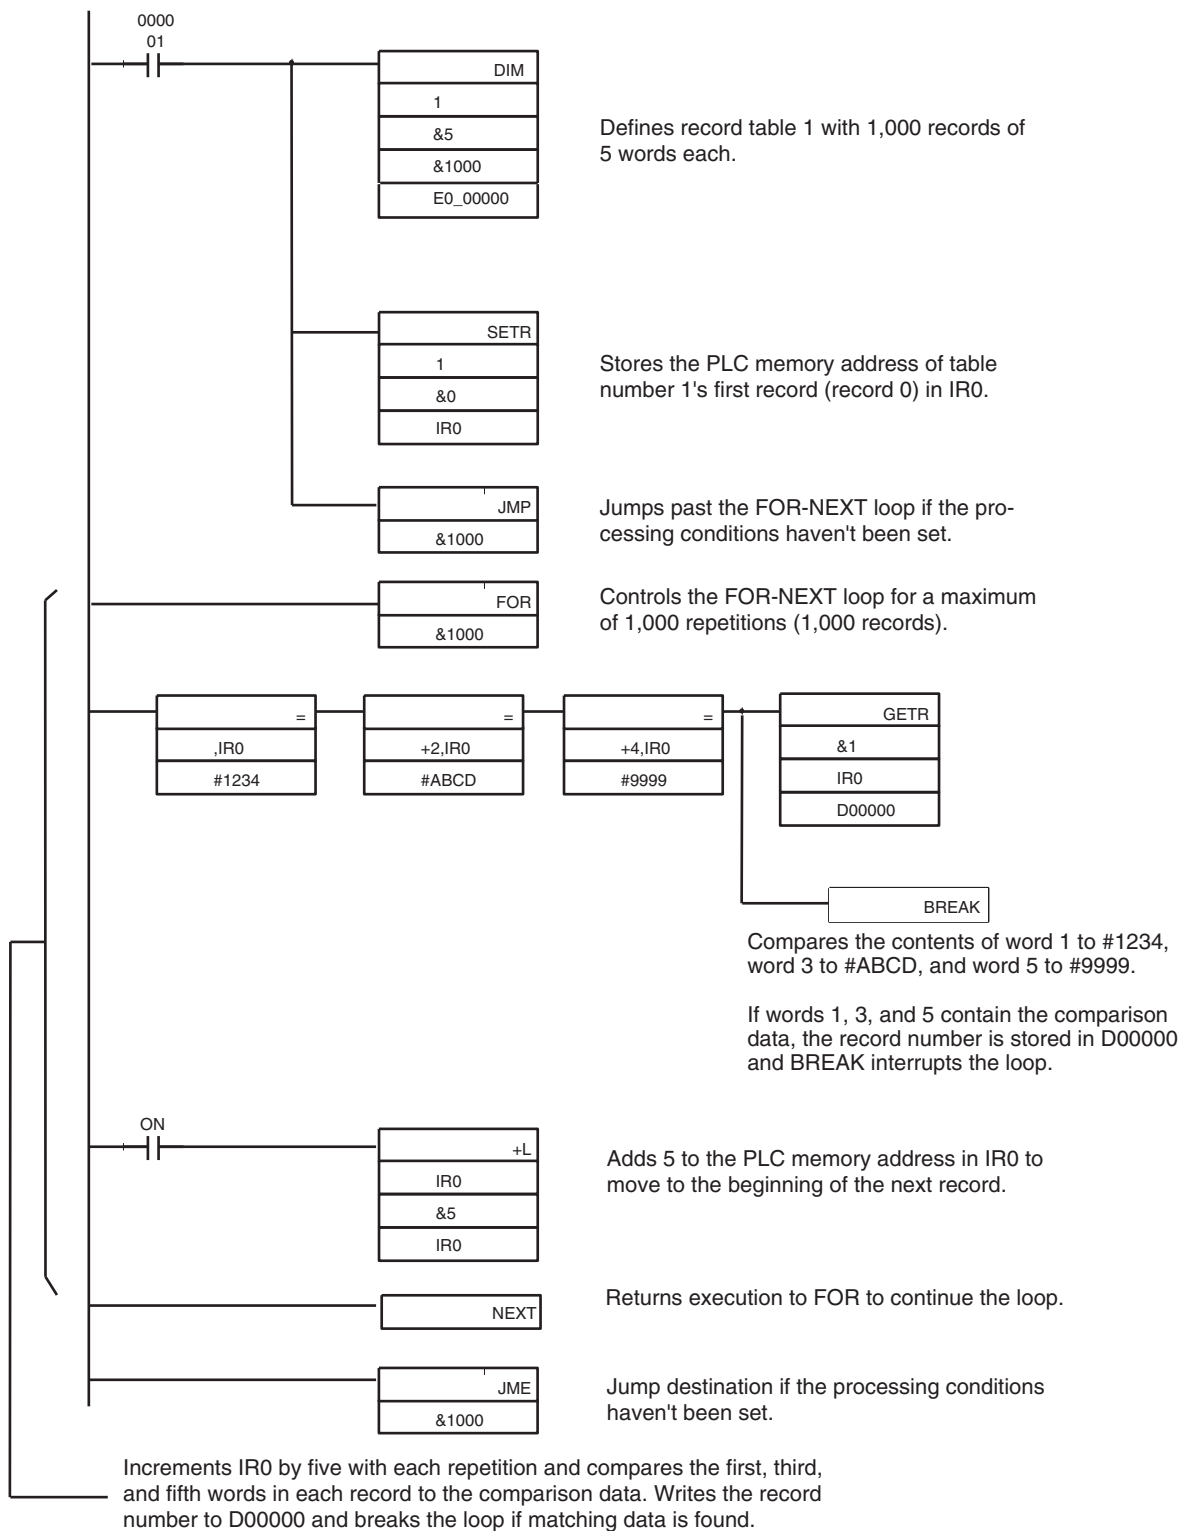 0000
01
DIM
1
&5
&1000
E0_00000
Defines record table 1 with 1,000 records of
5 words each.
SETR
1
&0
IR0
Stores the PLC memory address of table
number 1's first record (record 0) in IR0.
JMP
&1000
Jumps past the FOR-NEXT loop if the pro-
cessing conditions haven't been set.
FOR
&1000
Controls the FOR-NEXT loop for a maximum
of 1,000 repetitions (1,000 records).
=
,IR0
#1234
=
+2,IR0
#ABCD
=
+4,IR0
#9999
GETR
&1
IR0
D00000
BREAK
Compares the contents of word 1 to #1234,
word 3 to #ABCD, and word 5 to #9999.
If words 1, 3, and 5 contain the comparison
data, the record number is stored in D00000
and BREAK interrupts the loop.
ON
+L
IR0
&5
IR0
Adds 5 to the PLC memory address in IR0 to
move to the beginning of the next record.
NEXT
Returns execution to FOR to continue the loop.
JME
&1000
Jump destination if the processing conditions
haven't been set.
Increments IR0 by five with each repetition and compares the first, third,
and fifth words in each record to the comparison data. Writes the record
number to D00000 and breaks the loop if matching data is found.